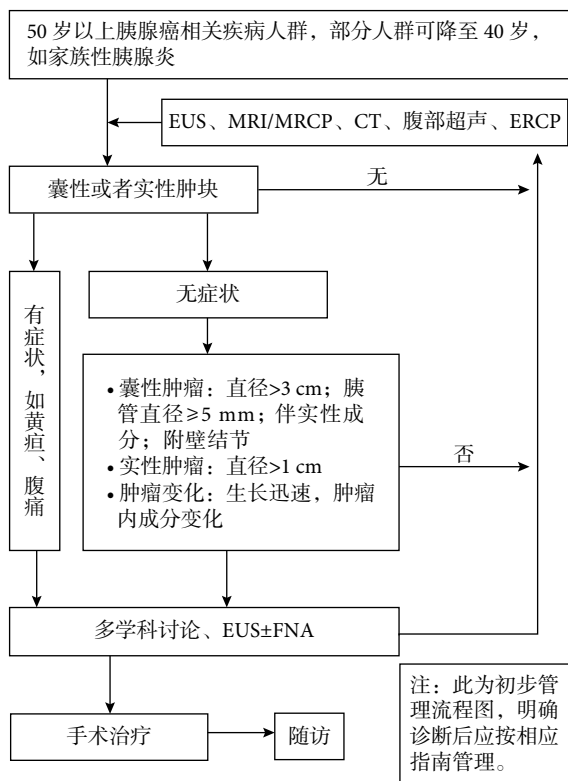 50 岁以上胰腺癌相关疾病人群，部分人群可降至 40 岁，
如家族性胰腺炎
EUS、MRI/MRCP、CT、腹部超声、ERCP
囊性或者实性肿块
无
有症状，如黄疸、腹痛
无症状
• 囊性肿瘤：直径>3 cm；胰
管直径≥5 mm；伴实性成
分；附壁结节
• 实性肿瘤：直径>1 cm
• 肿瘤变化：生长迅速，肿瘤
内成分变化
否
多学科讨论、EUS±FNA
手术治疗
随访
注：此为初步管
理流程图，明确
诊断后应按相应
指南管理。